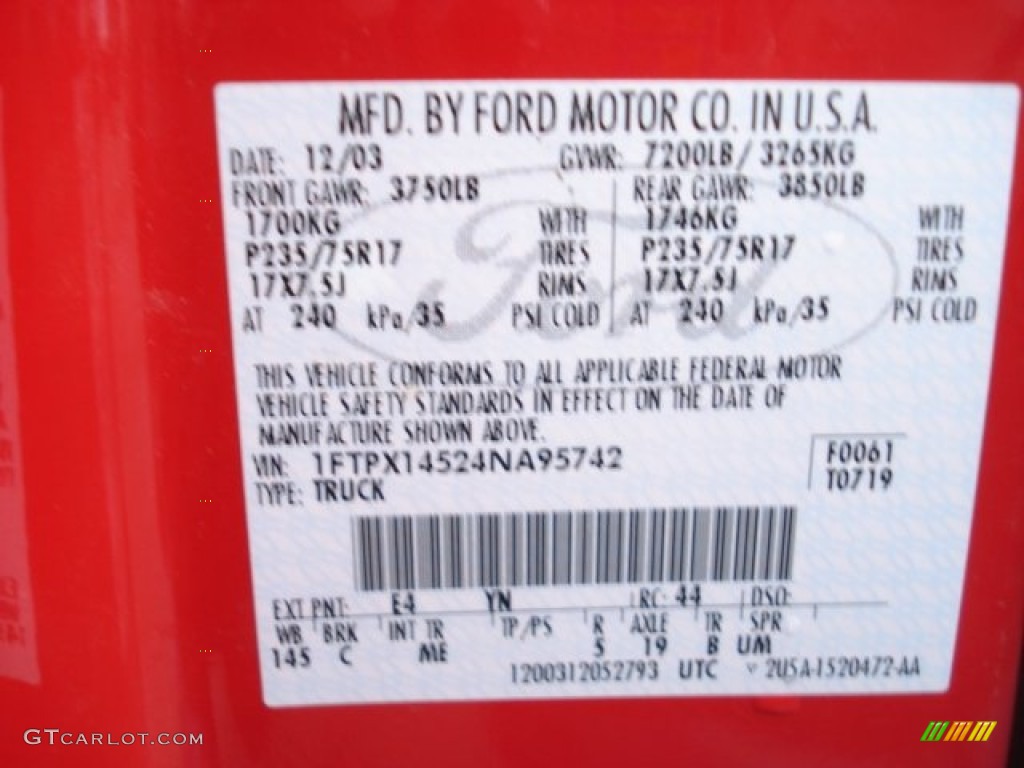 MFD. BY FORD MOTOR CO. IN U.S.A.
DATE: 12/03 GVWR: 7200LB / 3265KG
FRONT GAWR: 3750LB REAR GAWR: 3850LB
1700KG WITH 1746KG WITH
P235/75R17 TIRES P235/75R17 TIRES
17X7.5J RIMS 17X7.5J RIMS
AT 240 kPa/35 PSI COLD AT 240 kPa/35 PSI COLD
Ford
THIS VEHICLE CONFORMS TO ALL APPLICABLE FEDERAL MOTOR
VEHICLE SAFETY STANDARDS IN EFFECT ON THE DATE OF
MANUFACTURE SHOWN ABOVE.
VIN: 1FTPX14524NA95742 F0061
TYPE: TRUCK T0719
EXT PNT: E4 YN RC: 44 DSO:
WB BRK INT TR TP/PS R AXLE TR SPR
145 C ME 5 19 B UM
1200312052793 UTC 2U5A-1520472-AA
GTCARLOT.COM